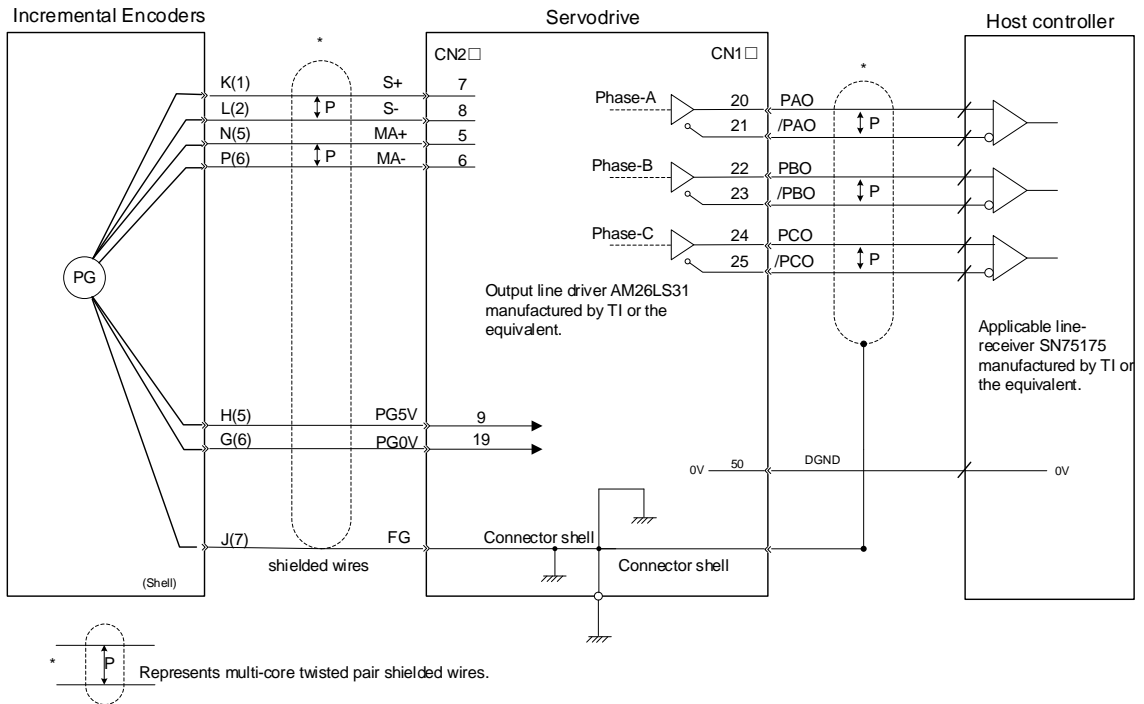 Incremental Encoders
Servodrive
Host controller
*
CN2□
CN1□
*
K(1) S+ 7
L(2) S- 8
N(5) MA+ 5
P(6) MA- 6
P
P
Phase-A
20 PAO
21 /PAO
P
Phase-B
22 PBO
23 /PBO
P
Phase-C
24 PCO
25 /PCO
P
PG
Output line driver AM26LS31
manufactured by TI or the
equivalent.
Applicable line-
receiver SN75175
manufactured by TI or
the equivalent.
H(5) PG5V 9
G(6) PG0V 19
0V 50 DGND 0V
J(7) FG Connector shell
shielded wires
Connector shell
(Shell)
* P Represents multi-core twisted pair shielded wires.